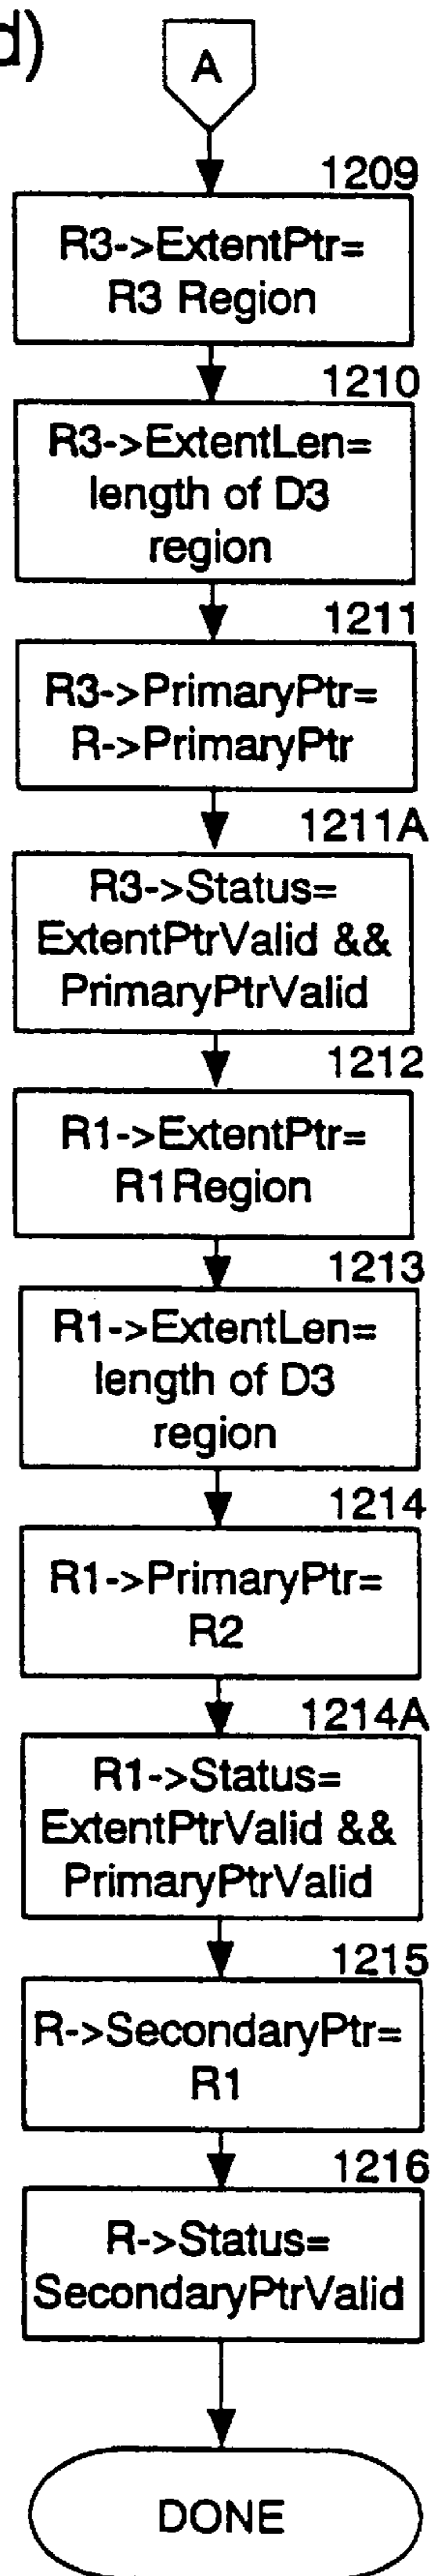 d)
A
1209
R3->ExtentPtr=
R3 Region
1210
R3->ExtentLen=
length of D3
region
1211
R3->PrimaryPtr=
R->PrimaryPtr
1211A
R3->Status=
ExtentPtrValid &&
PrimaryPtrValid
1212
R1->ExtentPtr=
R1Region
1213
R1->ExtentLen=
length of D3
region
1214
R1->PrimaryPtr=
R2
1214A
R1->Status=
ExtentPtrValid &&
PrimaryPtrValid
1215
R->SecondaryPtr=
R1
1216
R->Status=
SecondaryPtrValid
DONE